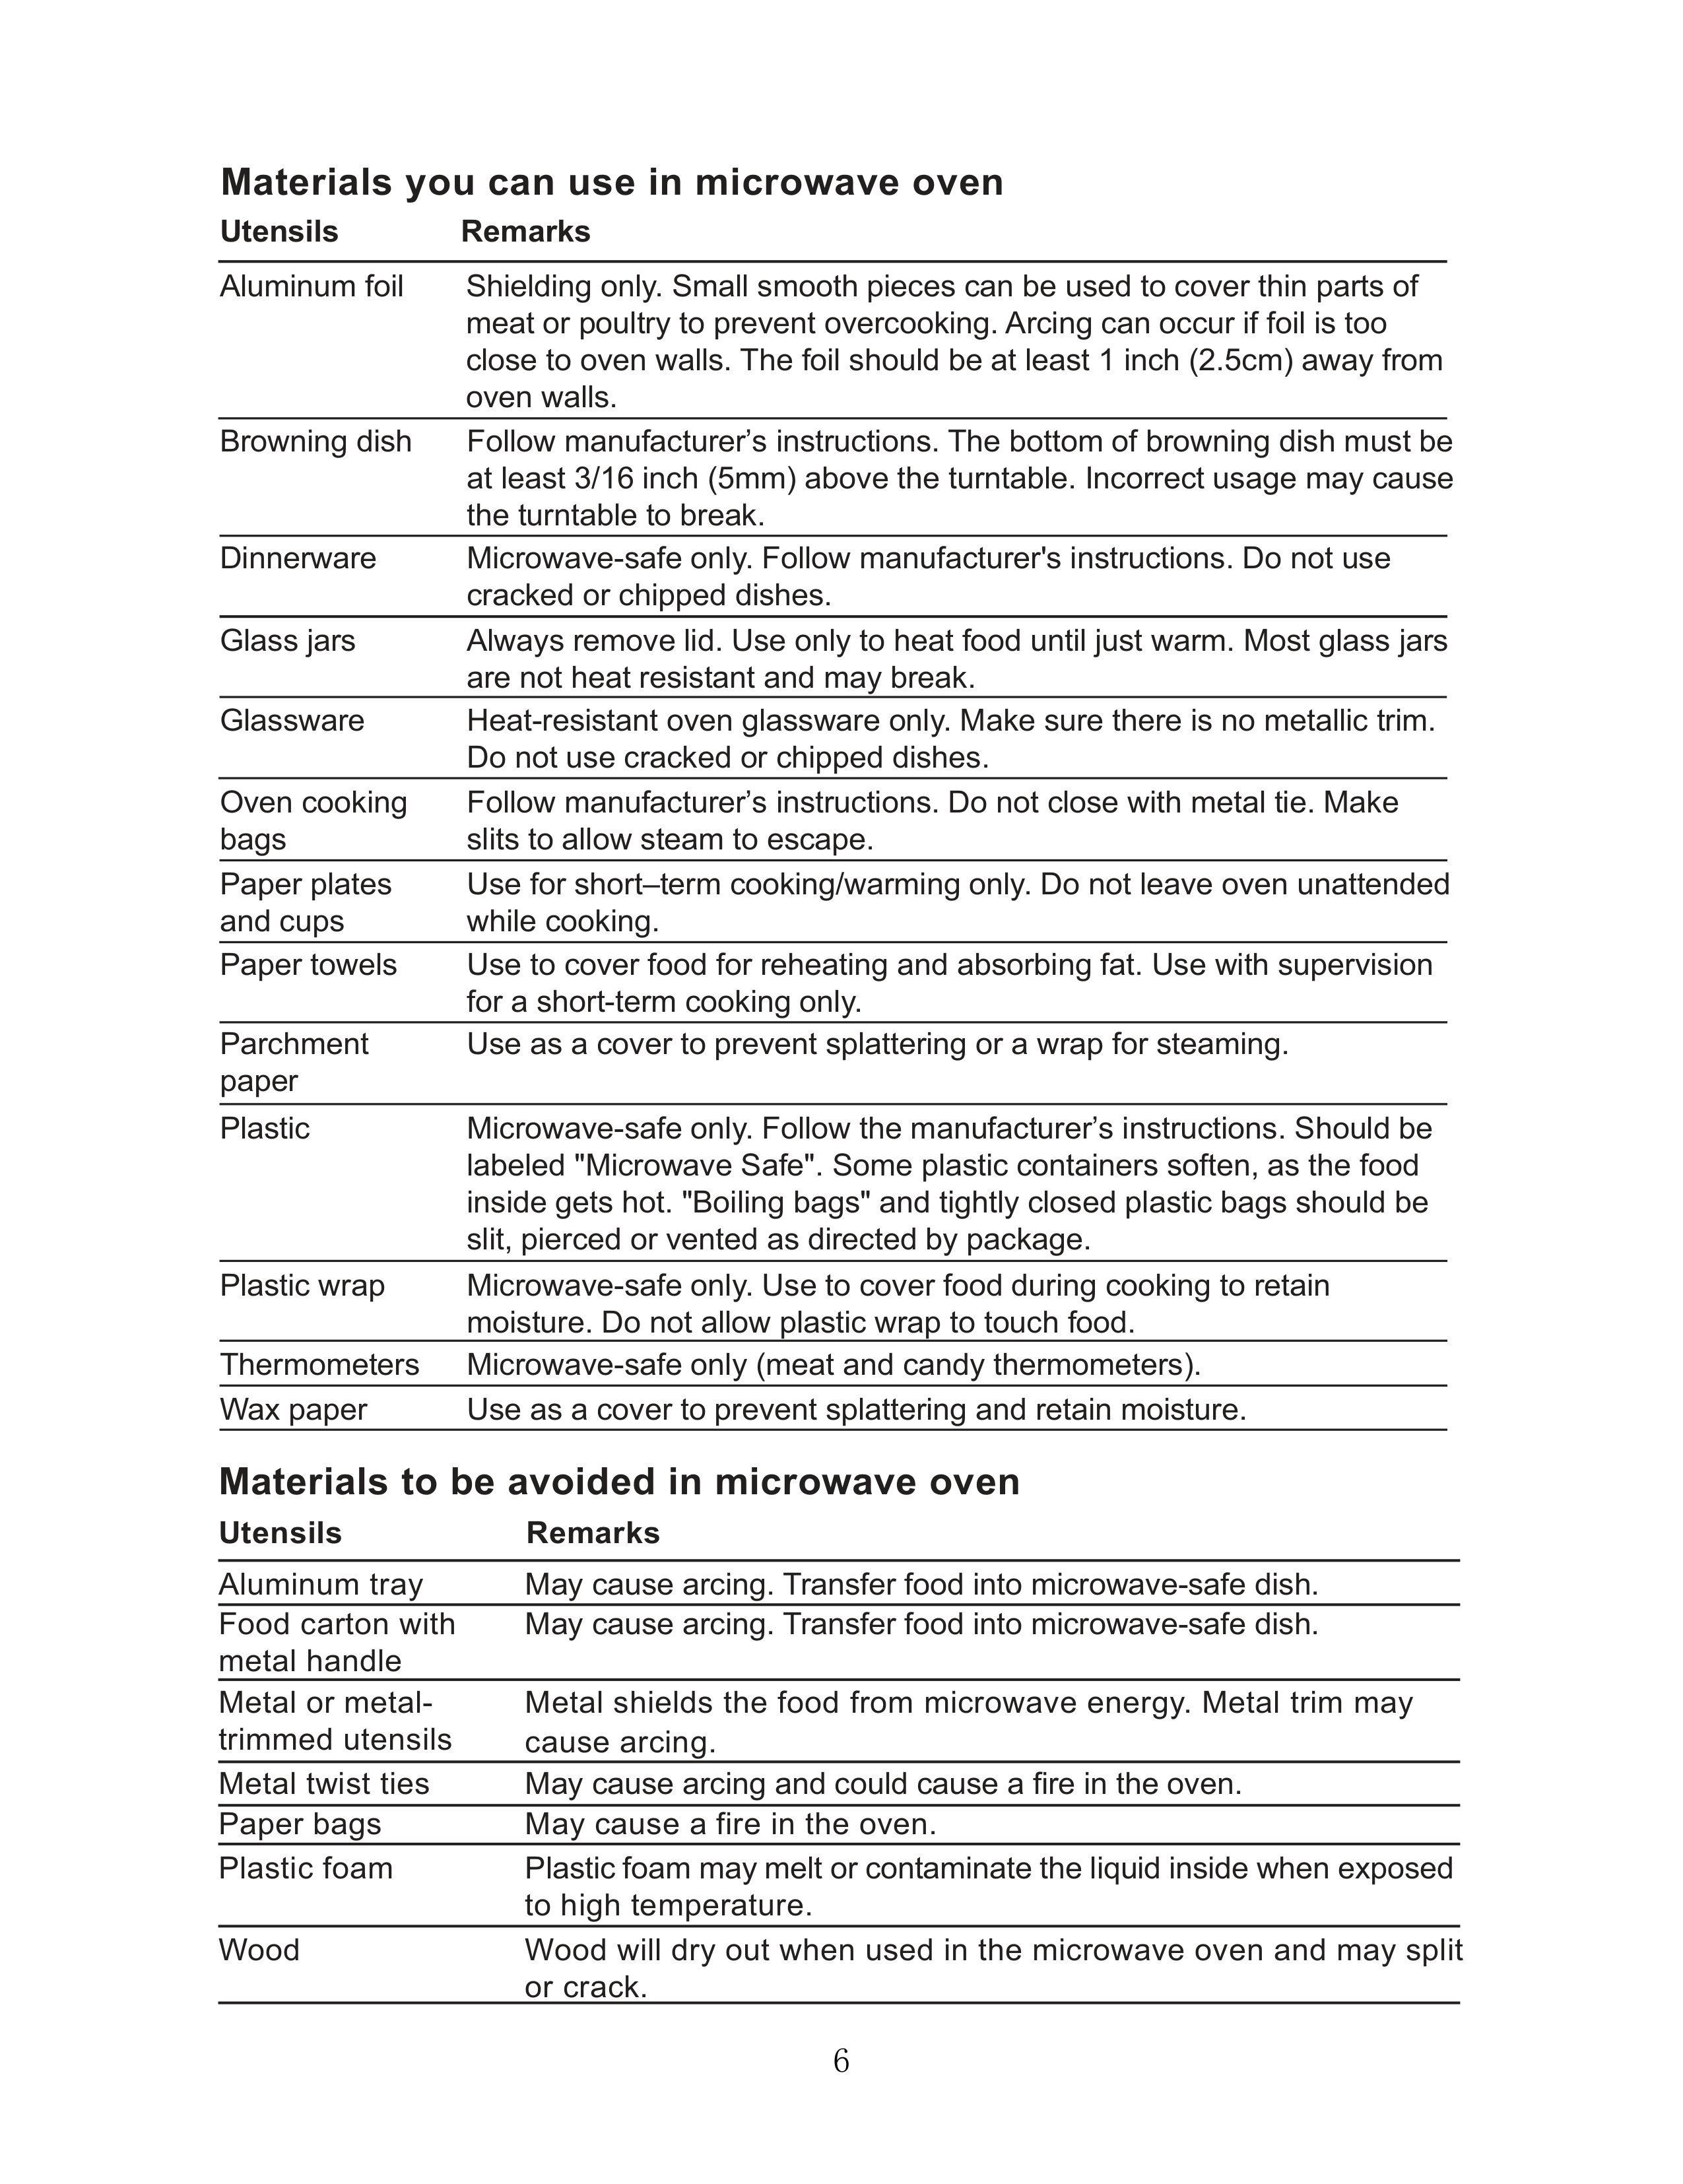 Materials you can use in microwave oven
Utensils Remarks
Aluminum foil Shielding only. Small smooth pieces can be used to cover thin parts of
meat or poultry to prevent overcooking. Arcing can occur if foil is too
close to oven walls. The foil should be at least 1 inch (2.5cm) away from
oven walls.
Browning dish Follow manufacturer’s instructions. The bottom of browning dish must be
at least 3/16 inch (5mm) above the turntable. Incorrect usage may cause
the turntable to break.
Dinnerware Microwave-safe only. Follow manufacturer's instructions. Do not use
cracked or chipped dishes.
Glass jars Always remove lid. Use only to heat food until just warm. Most glass jars
are not heat resistant and may break.
Glassware Heat-resistant oven glassware only. Make sure there is no metallic trim.
Do not use cracked or chipped dishes.
Oven cooking Follow manufacturer’s instructions. Do not close with metal tie. Make
bags slits to allow steam to escape.
Paper plates Use for short–term cooking/warming only. Do not leave oven unattended
and cups while cooking.
Paper towels Use to cover food for reheating and absorbing fat. Use with supervision
for a short-term cooking only.
Parchment Use as a cover to prevent splattering or a wrap for steaming.
paper
Plastic Microwave-safe only. Follow the manufacturer’s instructions. Should be
labeled "Microwave Safe". Some plastic containers soften, as the food
inside gets hot. "Boiling bags" and tightly closed plastic bags should be
slit, pierced or vented as directed by package.
Plastic wrap Microwave-safe only. Use to cover food during cooking to retain
moisture. Do not allow plastic wrap to touch food.
Thermometers Microwave-safe only (meat and candy thermometers).
Wax paper Use as a cover to prevent splattering and retain moisture.
Materials to be avoided in microwave oven
Utensils Remarks
Aluminum tray May cause arcing. Transfer food into microwave-safe dish.
Food carton with May cause arcing. Transfer food into microwave-safe dish.
metal handle
Metal or metal- Metal shields the food from microwave energy. Metal trim may
trimmed utensils cause arcing.
Metal twist ties May cause arcing and could cause a fire in the oven.
Paper bags May cause a fire in the oven.
Plastic foam Plastic foam may melt or contaminate the liquid inside when exposed
to high temperature.
Wood Wood will dry out when used in the microwave oven and may split
or crack.
6